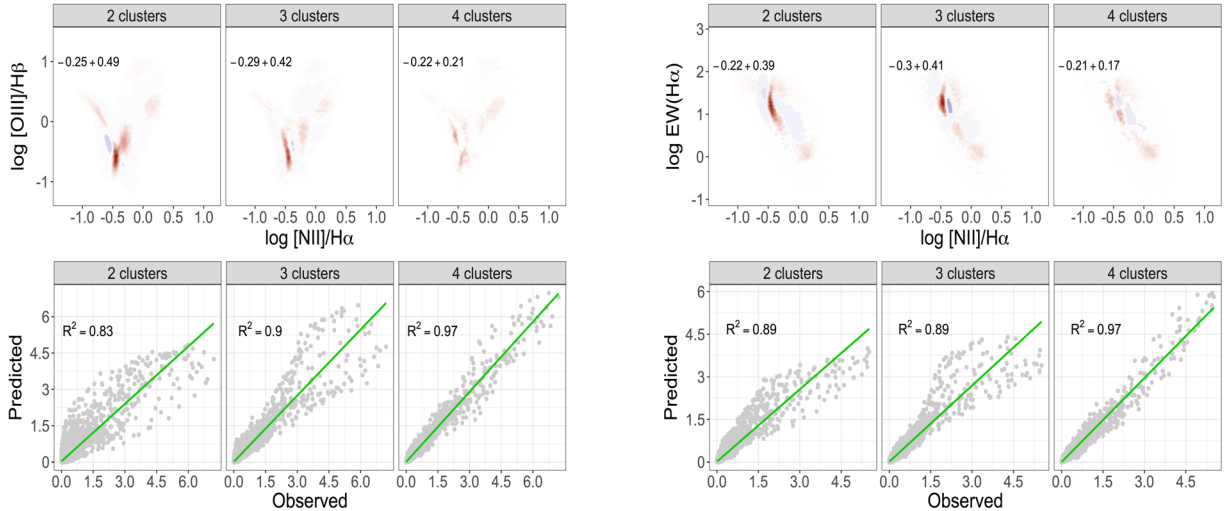 2 clusters 3 clusters 4 clusters
log [OIII]/Hβ
1
0
-1
−0.25 + 0.49 −0.29 + 0.42 −0.22 + 0.21
-1.0 -0.5 0.0 0.5 1.0 -1.0 -0.5 0.0 0.5 1.0 -1.0 -0.5 0.0 0.5 1.0
log [NII]/Hα
2 clusters 3 clusters 4 clusters
log EW(Hα)
3
2
1
0
-1
−0.22 + 0.39 −0.3 + 0.41 −0.21 + 0.17
-1.0 -0.5 0.0 0.5 1.0 -1.0 -0.5 0.0 0.5 1.0 -1.0 -0.5 0.0 0.5 1.0
log [NII]/Hα
2 clusters 3 clusters 4 clusters
Predicted
6
4.5
3
1.5
0
R² = 0.83 R² = 0.9 R² = 0.97
0.0 1.5 3.0 4.5 6.0 0.0 1.5 3.0 4.5 6.0 0.0 1.5 3.0 4.5 6.0
Observed
2 clusters 3 clusters 4 clusters
Predicted
6
4.5
3
1.5
0
R² = 0.89 R² = 0.89 R² = 0.97
0.0 1.5 3.0 4.5 0.0 1.5 3.0 4.5 0.0 1.5 3.0 4.5
Observed